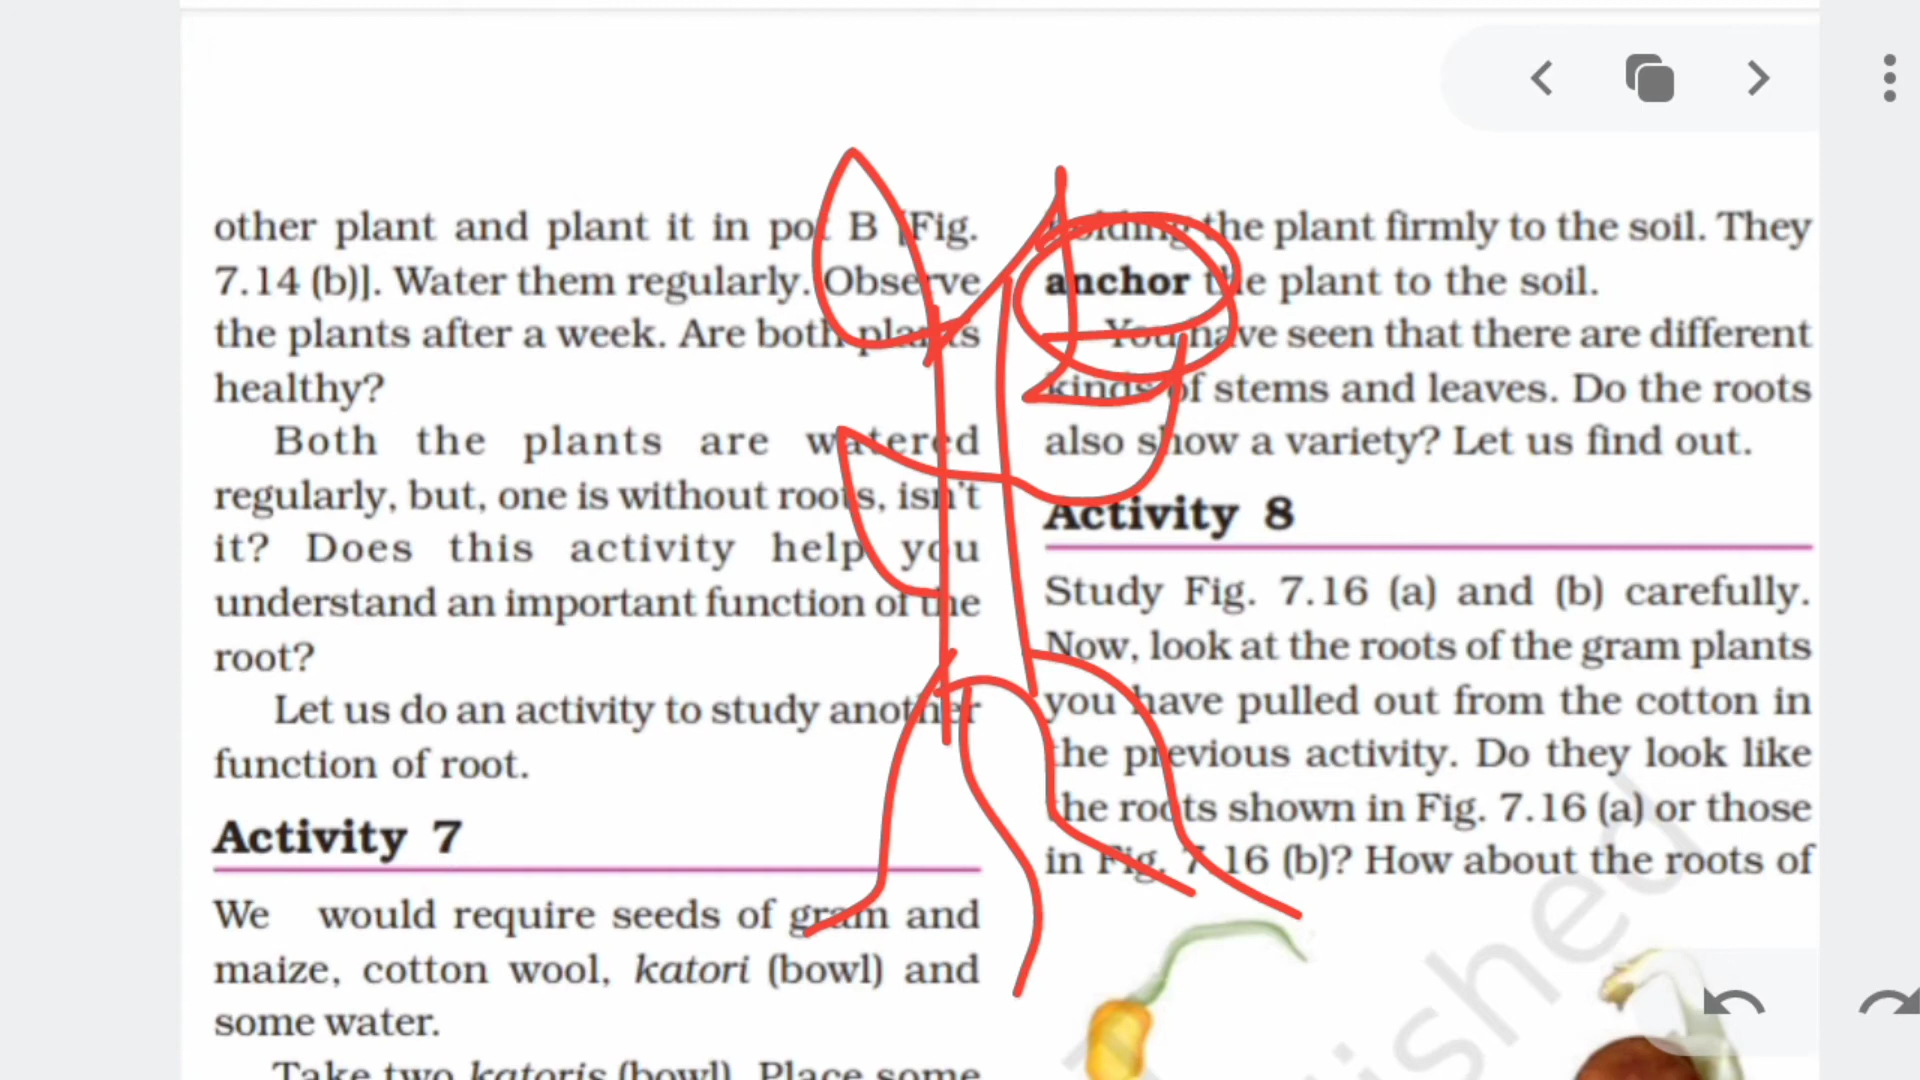 other plant and plant it in pot B [Fig.
7.14 (b)]. Water them regularly. Observe
the plants after a week. Are both plants
healthy?
Both the plants are watered
regularly, but, one is without roots, isn't
it? Does this activity help you
understand an important function of the
root?
Let us do an activity to study another
function of root.
Activity 7
We would require seeds of gram and
maize, cotton wool, katori (bowl) and
some water.
Take two katoris (bowl). Place some
holding the plant firmly to the soil. They
anchor the plant to the soil.
You have seen that there are different
kinds of stems and leaves. Do the roots
also show a variety? Let us find out.
Activity 8
Study Fig. 7.16 (a) and (b) carefully.
Now, look at the roots of the gram plants
you have pulled out from the cotton in
the previous activity. Do they look like
the roots shown in Fig. 7.16 (a) or those
in Fig. 7.16 (b)? How about the roots of